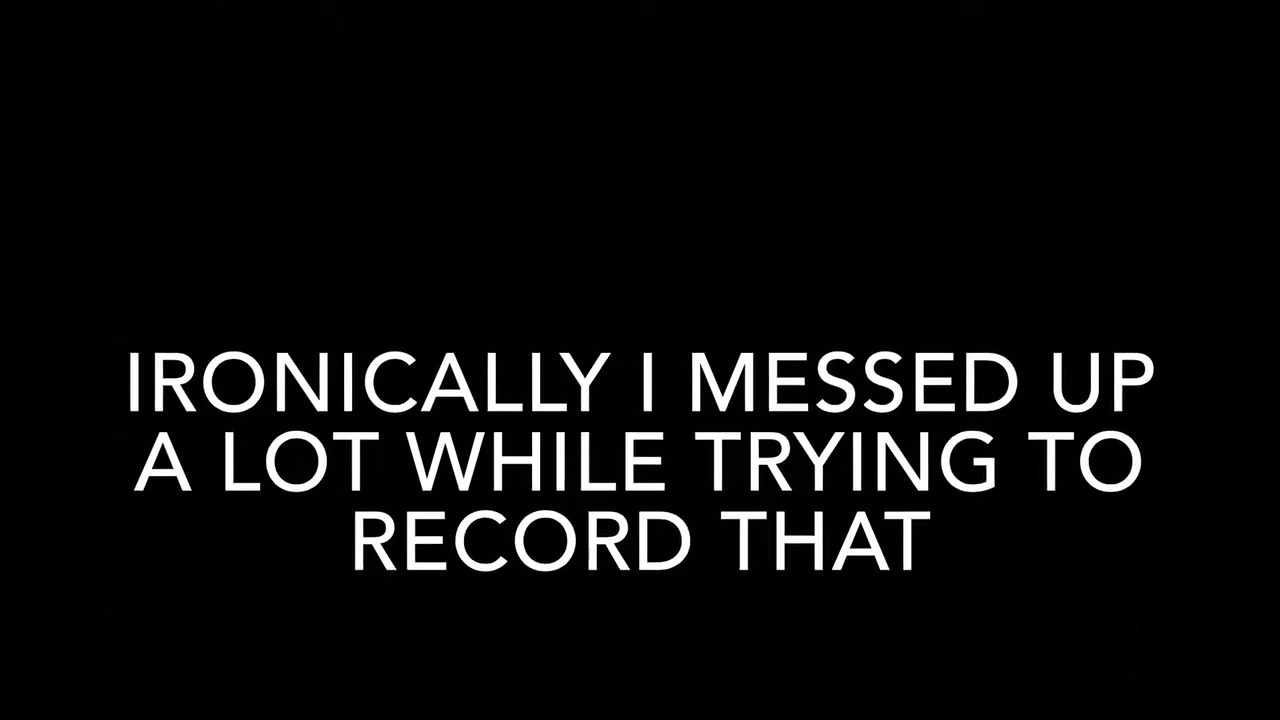 IRONICALLY I MESSED UP
A LOT WHILE TRYING TO
RECORD THAT